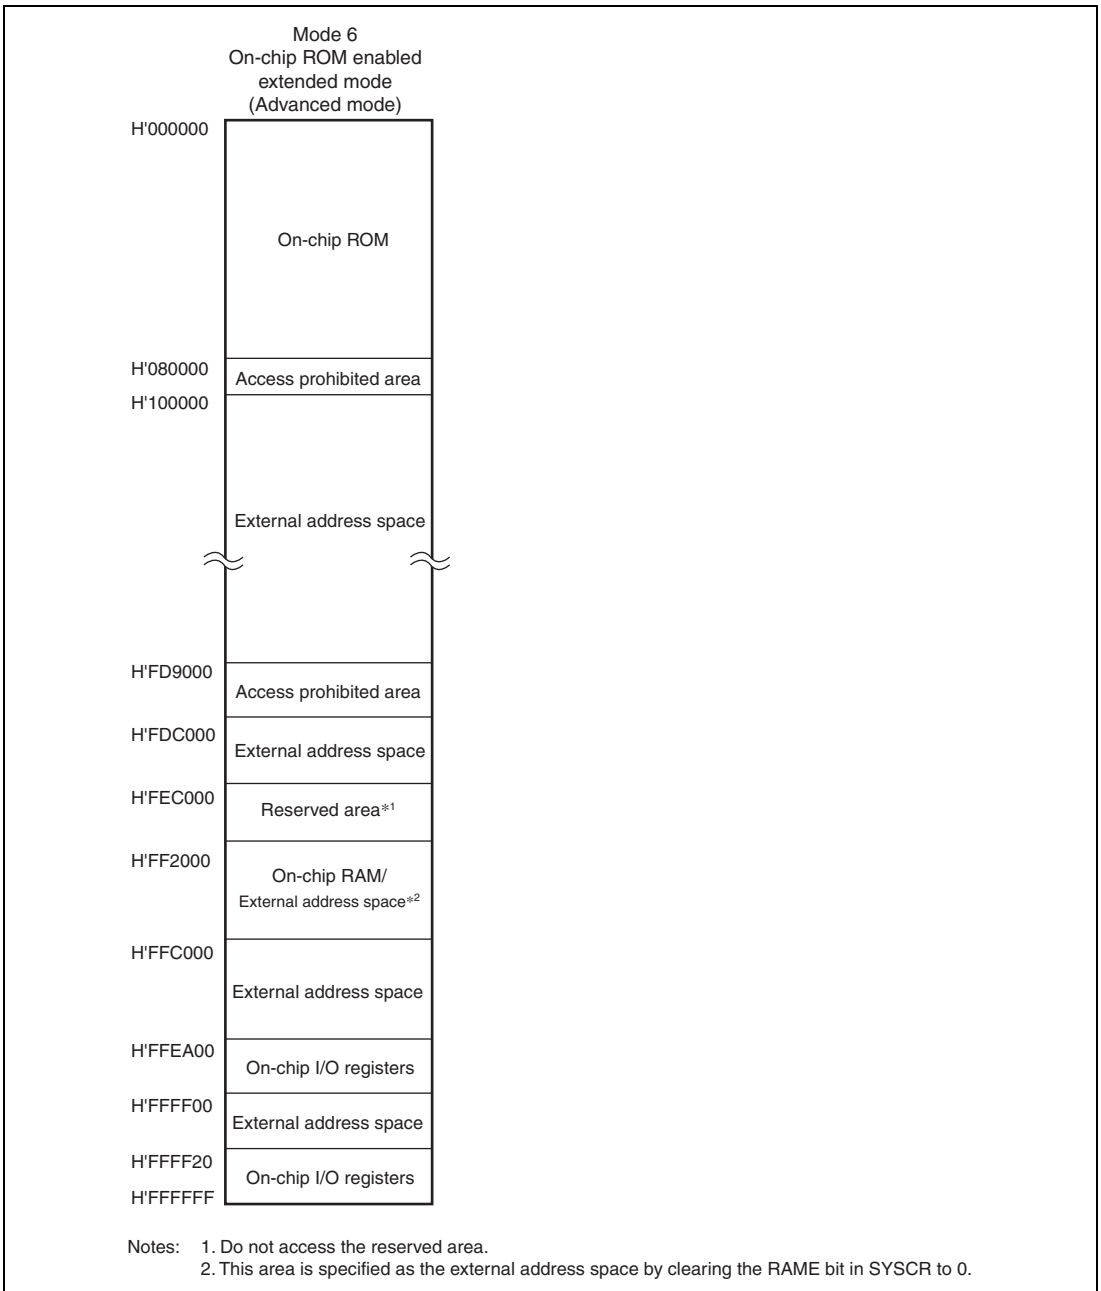 Mode 6
On-chip ROM enabled
extended mode
(Advanced mode)
H'000000
On-chip ROM
H'080000
Access prohibited area
H'100000
External address space
H'FD9000
Access prohibited area
H'FDC000
External address space
H'FEC000
Reserved area*1
H'FF2000
On-chip RAM/
External address space*2
H'FFC000
External address space
H'FFEA00
On-chip I/O registers
H'FFFF00
External address space
H'FFFF20
On-chip I/O registers
H'FFFFFF
Notes: 1. Do not access the reserved area.
2. This area is specified as the external address space by clearing the RAME bit in SYSCR to 0.